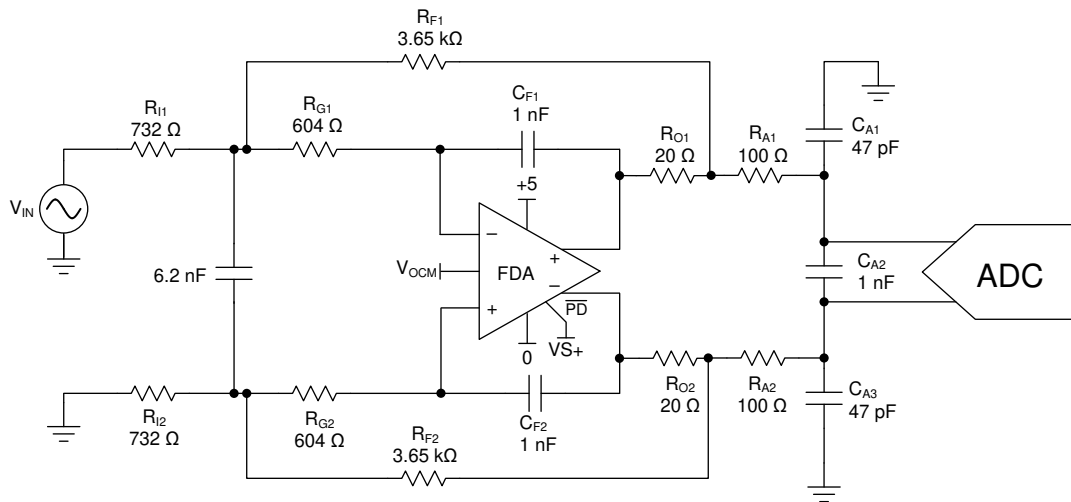 RF1
3.65 kΩ
CF1
1 nF
RI1
732 Ω
RG1
604 Ω
RO1
20 Ω
RA1
100 Ω
CA1
47 pF
+5
VIN
6.2 nF
VOCM
−
+
FDA
+
−
PD
0
VS+
CA2
1 nF
ADC
RI2
732 Ω
RG2
604 Ω
CF2
1 nF
RO2
20 Ω
RA2
100 Ω
CA3
47 pF
RF2
3.65 kΩ